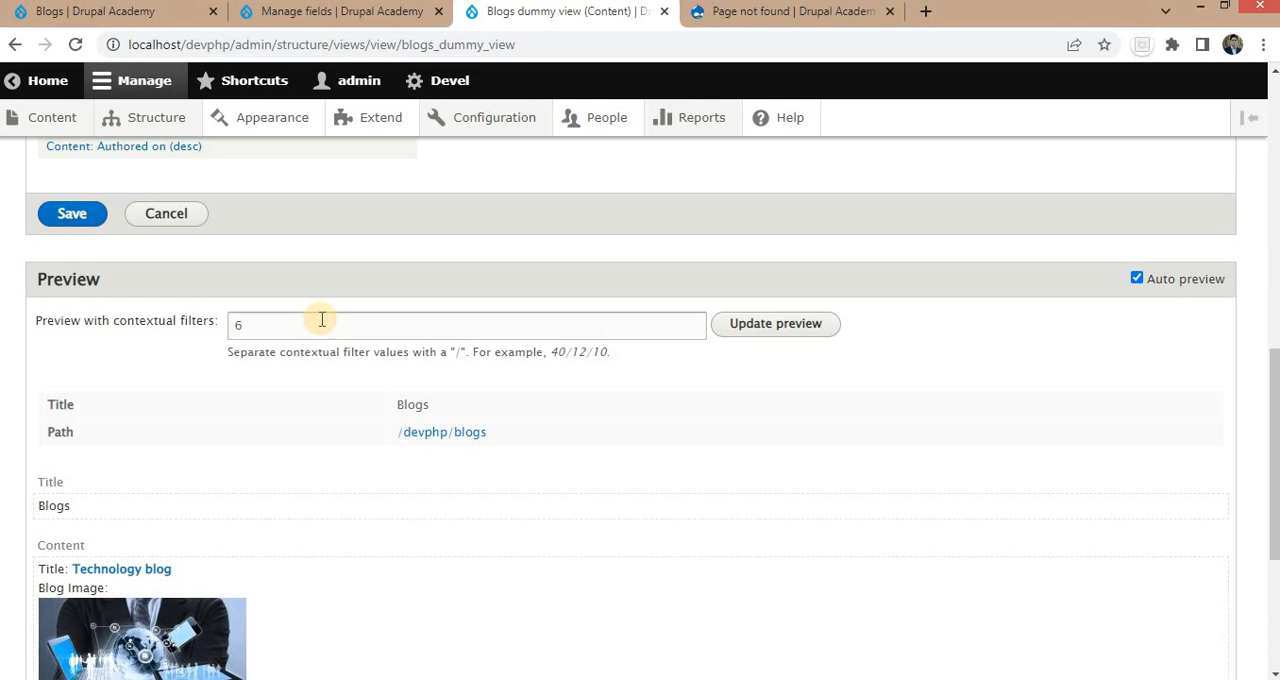 Blogs | Drupal Academy
Manage fields | Drupal Academy
Blogs dummy view (Content) | D
Page not found | Drupal Academ
localhost/devphp/admin/structure/views/view/blogs_dummy_view
Home Manage Shortcuts admin Devel
Content Structure Appearance Extend Configuration People Reports Help
Content: Authored on (desc)
Save Cancel
Preview
Auto preview
Preview with contextual filters: 6 Update preview
Separate contextual filter values with a "/". For example, 40/12/10.
Title Blogs
Path /devphp/blogs
Title
Blogs
Content
Title: Technology blog
Blog Image: